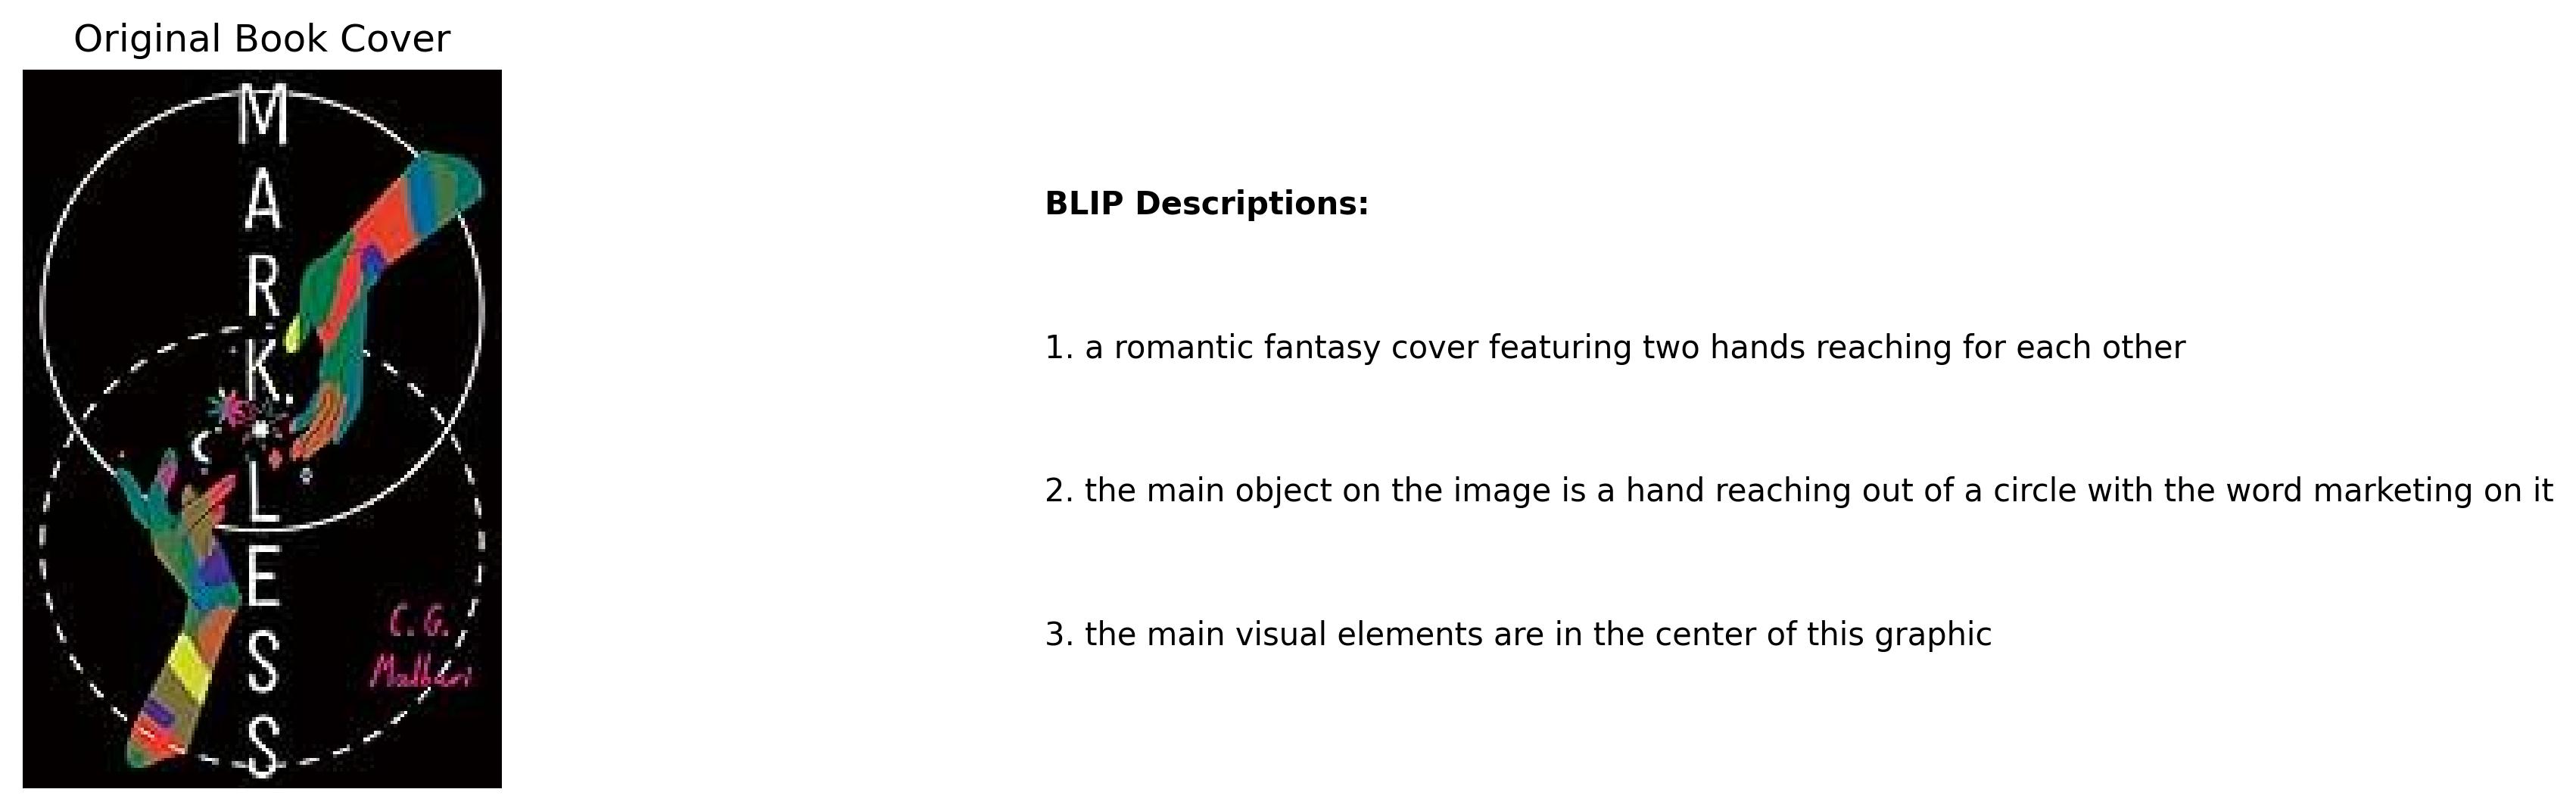 Original Book Cover
MARKLESS
C. G.
Malbari
BLIP Descriptions:
1. a romantic fantasy cover featuring two hands reaching for each other
2. the main object on the image is a hand reaching out of a circle with the word marketing on it
3. the main visual elements are in the center of this graphic